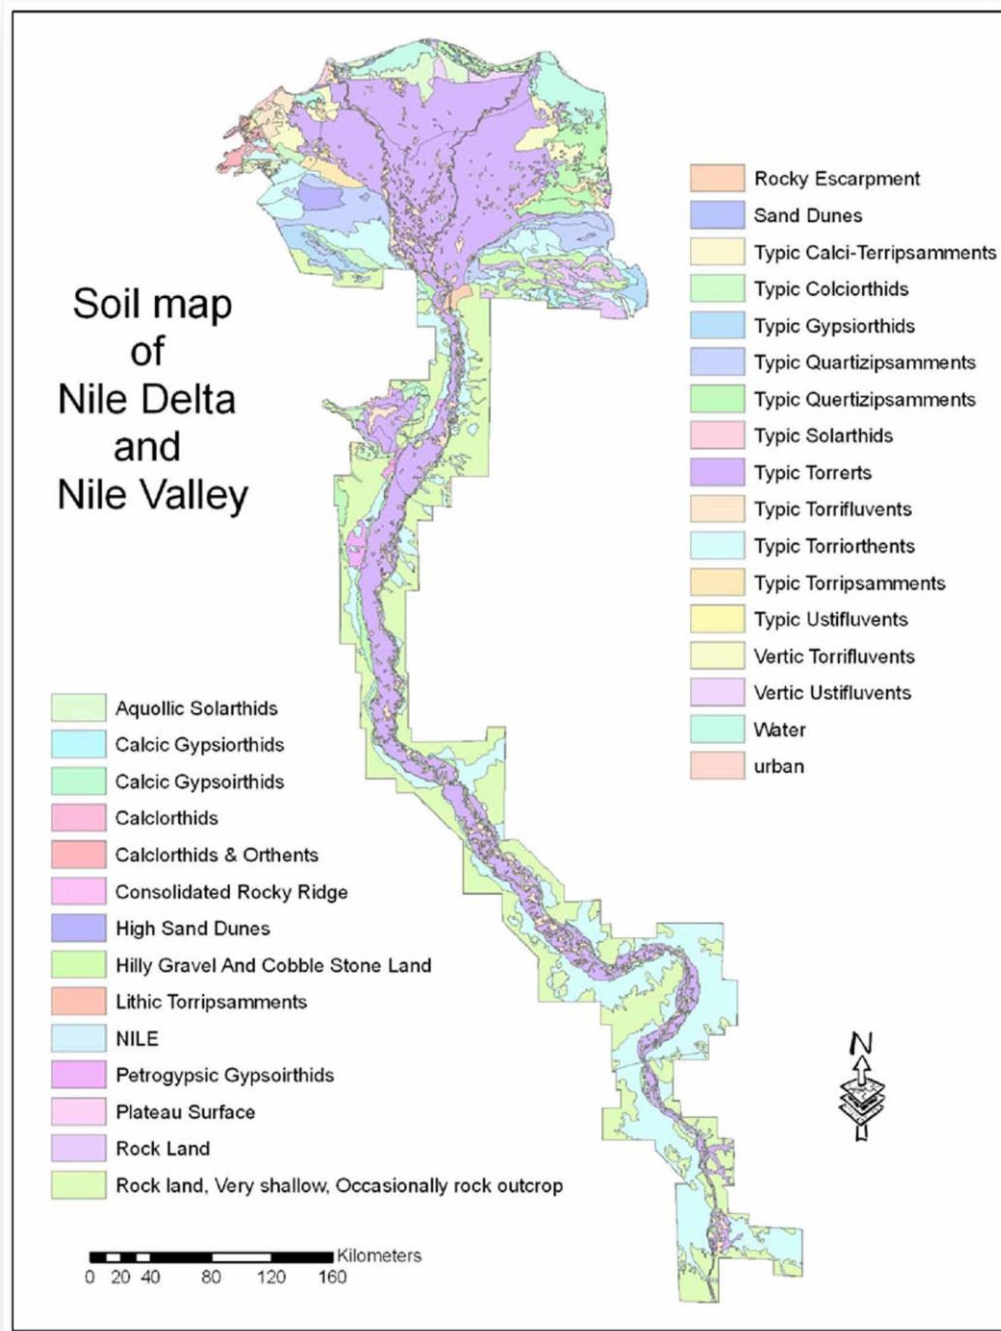 Soil map
of
Nile Delta
and
Nile Valley
Rocky Escarpment
Sand Dunes
Typic Calci-Terripsamments
Typic Colciorthids
Typic Gypsiorthids
Typic Quartizipsamments
Typic Quertizipsamments
Typic Solarthids
Typic Torrerts
Typic Torrifluvents
Typic Torriorthents
Typic Torripsamments
Typic Ustifluvents
Vertic Torrifluvents
Vertic Ustifluvents
Water
urban
Aquollic Solarthids
Calcic Gypsiorthids
Calcic Gypsoirthids
Calclorthids
Calclorthids & Orthents
Consolidated Rocky Ridge
High Sand Dunes
Hilly Gravel And Cobble Stone Land
Lithic Torripsamments
NILE
Petrogypsic Gypsoirthids
Plateau Surface
Rock Land
Rock land, Very shallow, Occasionally rock outcrop
N
Kilometers
0 20 40 80 120 160